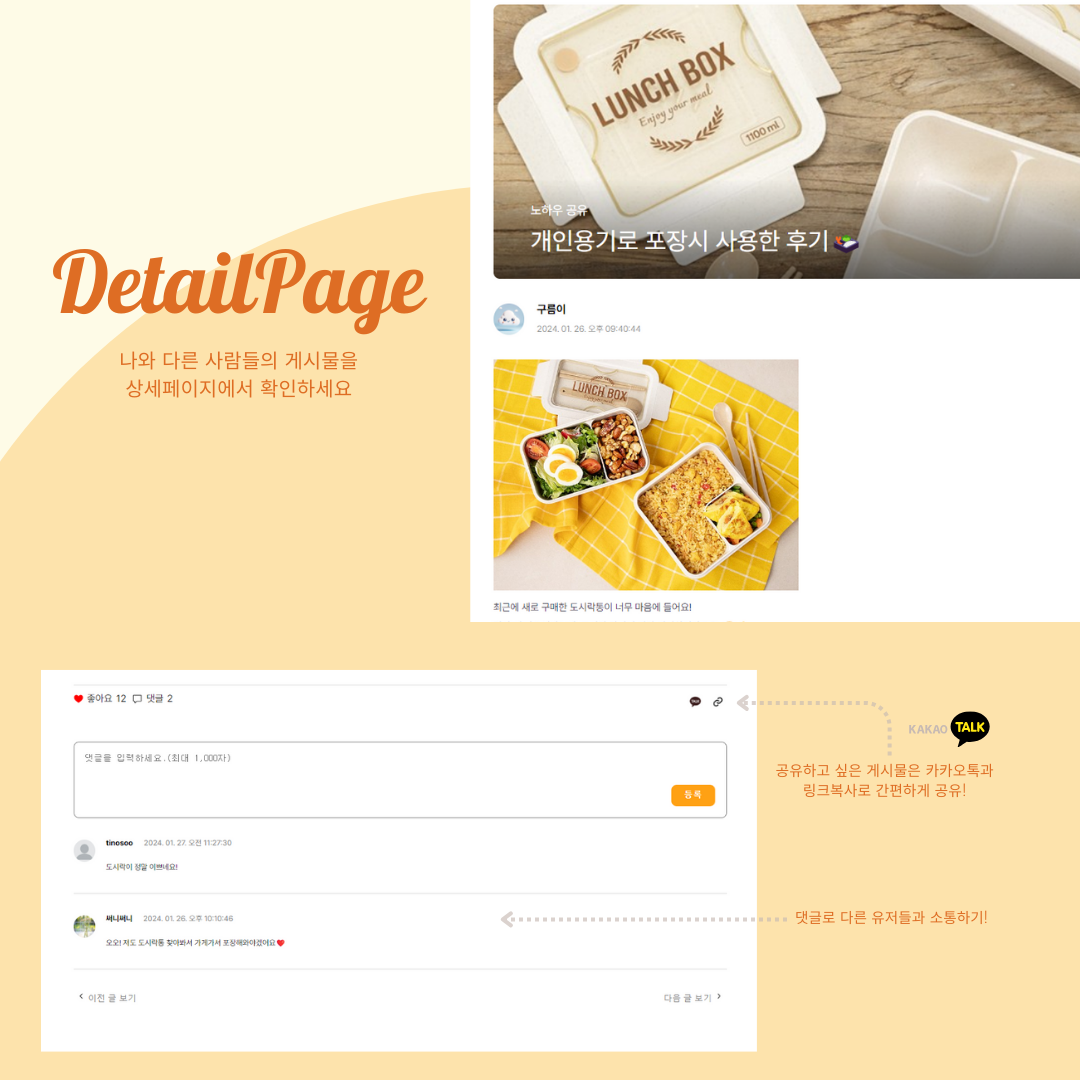 LUNCH BOX
Enjoy your meal
1100 ml
노하우 공유
개인용기로 포장시 사용한 후기 🍱
DetailPage
나와 다른 사람들의 게시물을
상세페이지에서 확인하세요
구름이
2024. 01. 26. 오후 09:40:44
LUNCH BOX
최근에 새로 구매한 도시락통이 너무 마음에 들어요!
좋아요 12 댓글 2
댓글을 입력하세요.(최대 1,000자)
등록
KAKAO TALK
공유하고 싶은 게시물은 카카오톡과
링크복사로 간편하게 공유!
tinosoo 2024. 01. 27. 오전 11:27:30
도시락이 정말 이쁘네요!
써니써니 2024. 01. 26. 오후 10:10:46
오오! 저도 도시락통 찾아봐서 가게가서 포장해와야겠어요❤️
댓글로 다른 유저들과 소통하기!
< 이전 글 보기
다음 글 보기 >